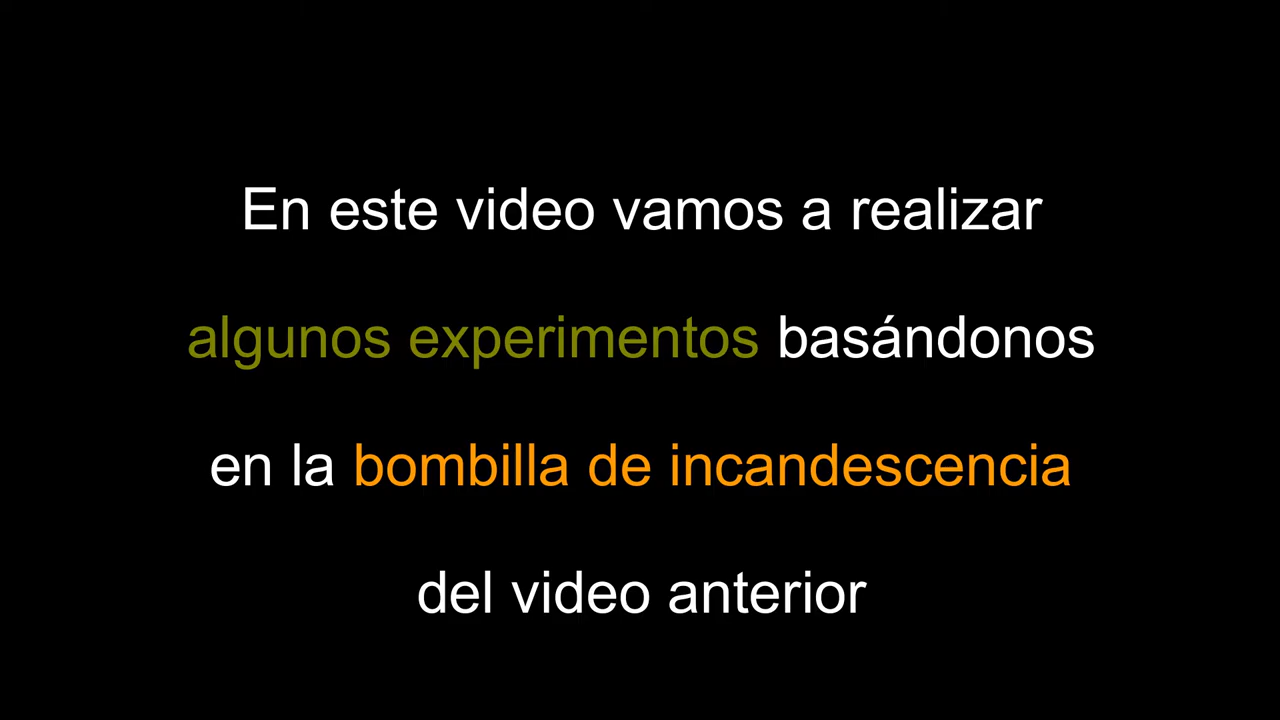 En este video vamos a realizar
algunos experimentos basándonos
en la bombilla de incandescencia
del video anterior